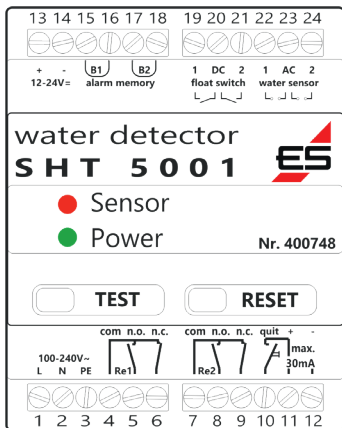 13 14 15 16 17 18 19 20 21 22 23 24
+ - B1 B2 1 DC 2 1 AC 2
12-24V= alarm memory float switch water sensor
water detector
SHT 5001 ES
Sensor
Power Nr. 400748
TEST RESET
com n.o. n.c. com n.o. n.c. quit + -
100-240V~ max.
L N PE Re1 Re2 30mA
1 2 3 4 5 6 7 8 9 10 11 12